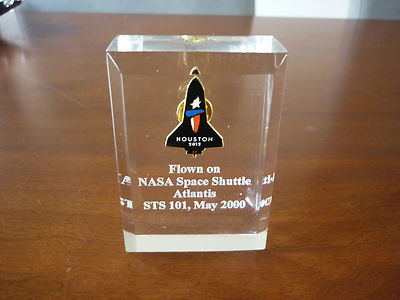 HOUSTON
2012
Flown on
NASA Space Shuttle
Atlantis
STS 101, May 2000